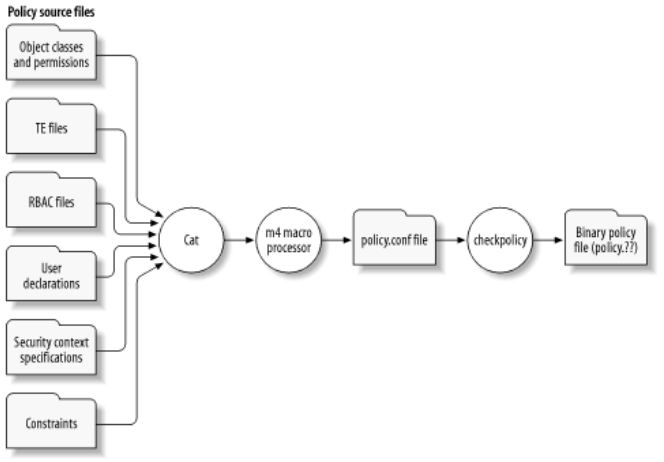 Policy source files
Object classes
and permissions
TE files
RBAC files
User
declarations
Security context
specifications
Constraints
Cat
m4 macro
processor
policy.conf file
checkpolicy
Binary policy
file (policy.??)